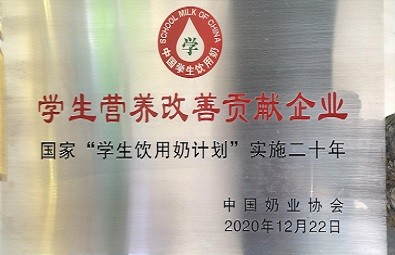 SCHOOL MILK OF CHINA
学
中国学生饮用奶
学生营养改善贡献企业
国家“学生饮用奶计划”实施二十年
中国奶业协会
2020年12月22日